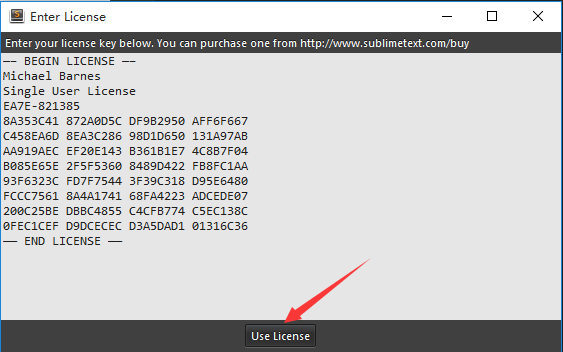 Enter License
Enter your license key below. You can purchase one from http://www.sublimetext.com/buy
—– BEGIN LICENSE —–
Michael Barnes
Single User License
EA7E-821385
8A353C41 872A0D5C DF9B2950 AFF6F667
C458EA6D 8EA3C286 98D1D650 131A97AB
AA919AEC EF20E143 B361B1E7 4C8B7F04
B085E65E 2F5F5360 8489D422 FB8FC1AA
93F6323C FD7F7544 3F39C318 D95E6480
FCCC7561 8A4A1741 68FA4223 ADCEDE07
200C25BE DBBC4855 C4CFB774 C5EC138C
0FEC1CEF D9DCECEC D3A5DAD1 01316C36
—— END LICENSE ——
Use License